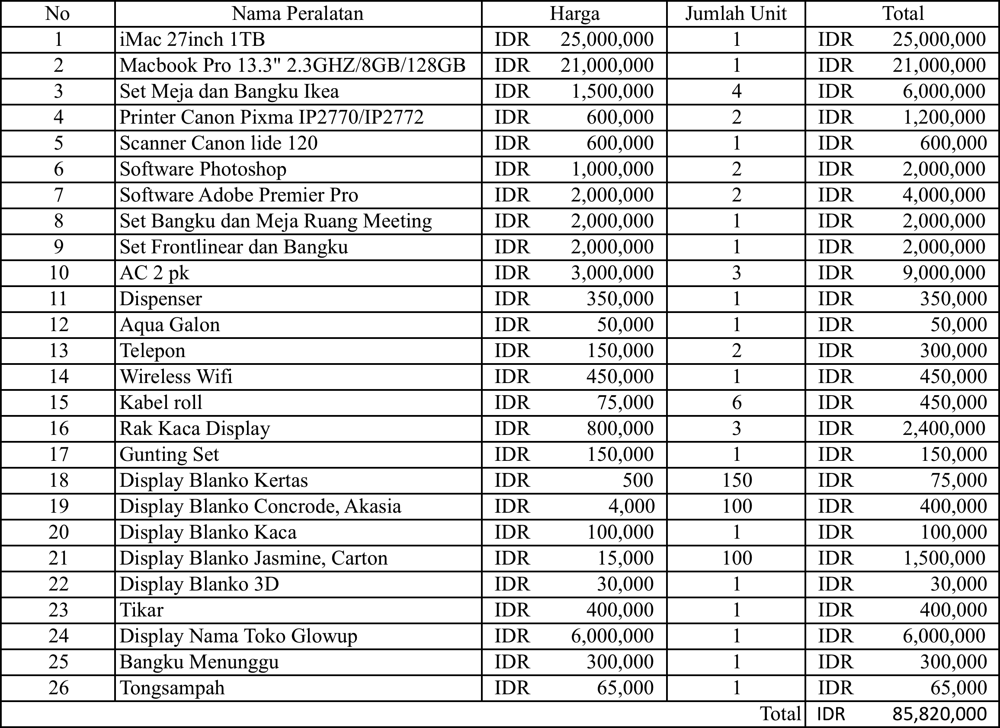 No Nama Peralatan Harga Jumlah Unit Total
1 iMac 27inch 1TB IDR 25,000,000 1 IDR 25,000,000
2 Macbook Pro 13.3" 2.3GHZ/8GB/128GB IDR 21,000,000 1 IDR 21,000,000
3 Set Meja dan Bangku Ikea IDR 1,500,000 4 IDR 6,000,000
4 Printer Canon Pixma IP2770/IP2772 IDR 600,000 2 IDR 1,200,000
5 Scanner Canon lide 120 IDR 600,000 1 IDR 600,000
6 Software Photoshop IDR 1,000,000 2 IDR 2,000,000
7 Software Adobe Premier Pro IDR 2,000,000 2 IDR 4,000,000
8 Set Bangku dan Meja Ruang Meeting IDR 2,000,000 1 IDR 2,000,000
9 Set Frontlinear dan Bangku IDR 2,000,000 1 IDR 2,000,000
10 AC 2 pk IDR 3,000,000 3 IDR 9,000,000
11 Dispenser IDR 350,000 1 IDR 350,000
12 Aqua Galon IDR 50,000 1 IDR 50,000
13 Telepon IDR 150,000 2 IDR 300,000
14 Wireless Wifi IDR 450,000 1 IDR 450,000
15 Kabel roll IDR 75,000 6 IDR 450,000
16 Rak Kaca Display IDR 800,000 3 IDR 2,400,000
17 Gunting Set IDR 150,000 1 IDR 150,000
18 Display Blanko Kertas IDR 500 150 IDR 75,000
19 Display Blanko Concrode, Akasia IDR 4,000 100 IDR 400,000
20 Display Blanko Kaca IDR 100,000 1 IDR 100,000
21 Display Blanko Jasmine, Carton IDR 15,000 100 IDR 1,500,000
22 Display Blanko 3D IDR 30,000 1 IDR 30,000
23 Tikar IDR 400,000 1 IDR 400,000
24 Display Nama Toko Glowup IDR 6,000,000 1 IDR 6,000,000
25 Bangku Menunggu IDR 300,000 1 IDR 300,000
26 Tongsampah IDR 65,000 1 IDR 65,000
Total IDR 85,820,000